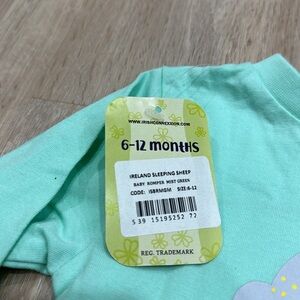 WWW.IRISHCONNEXXION.COM
6-12 months
IRELAND SLEEPING SHEEP
BABY ROMPER MINT GREEN
CODE: ISBRMGM SIZE:6-12
5 39 15195252 77
REG. TRADEMARK